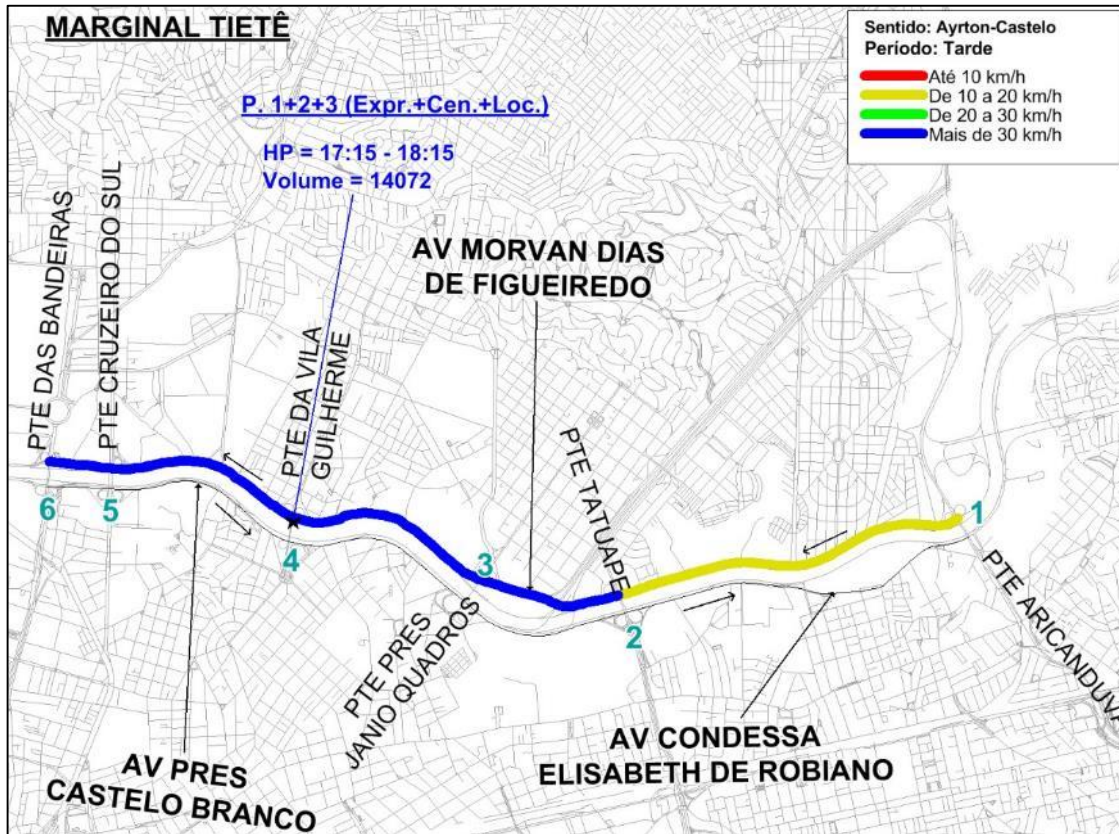 MARGINAL TIETÊ
Sentido: Ayrton-Castelo
Período: Tarde
Até 10 km/h
De 10 a 20 km/h
De 20 a 30 km/h
Mais de 30 km/h
P. 1+2+3 (Expr.+Cen.+Loc.)
HP = 17:15 - 18:15
Volume = 14072
PTE DAS BANDEIRAS
PTE CRUZEIRO DO SUL
PTE DA VILA
GUILHERME
AV MORVAN DIAS
DE FIGUEIREDO
PTE TATUAPE
6
5
4
3
2
1
PTE ARICANDUVA
PTE PRES
JANIO QUADROS
AV PRES
CASTELO BRANCO
AV CONDESSA
ELISABETH DE ROBIANO